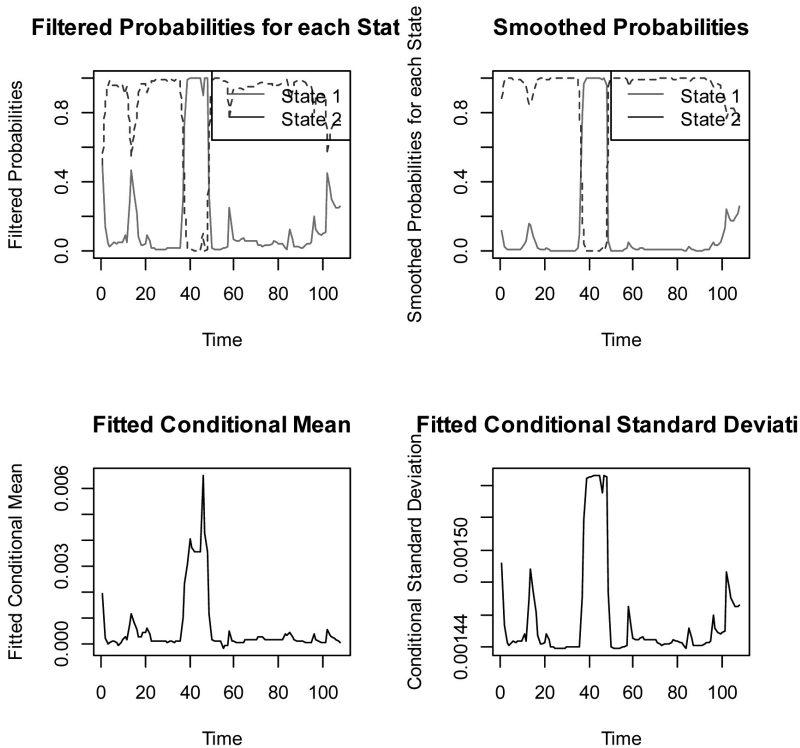 Filtered Probabilities for each Stat
Filtered Probabilities
0.8
0.4
0.0
State 1
State 2
0 20 40 60 80 100
Time
Smoothed Probabilities
Smoothed Probabilities for each State
0.8
0.4
0.0
State 1
State 2
0 20 40 60 80 100
Time
Fitted Conditional Mean
Fitted Conditional Mean
0.006
0.003
0.000
0 20 40 60 80 100
Time
Fitted Conditional Standard Deviati
Conditional Standard Deviation
0.00150
0.00144
0 20 40 60 80 100
Time